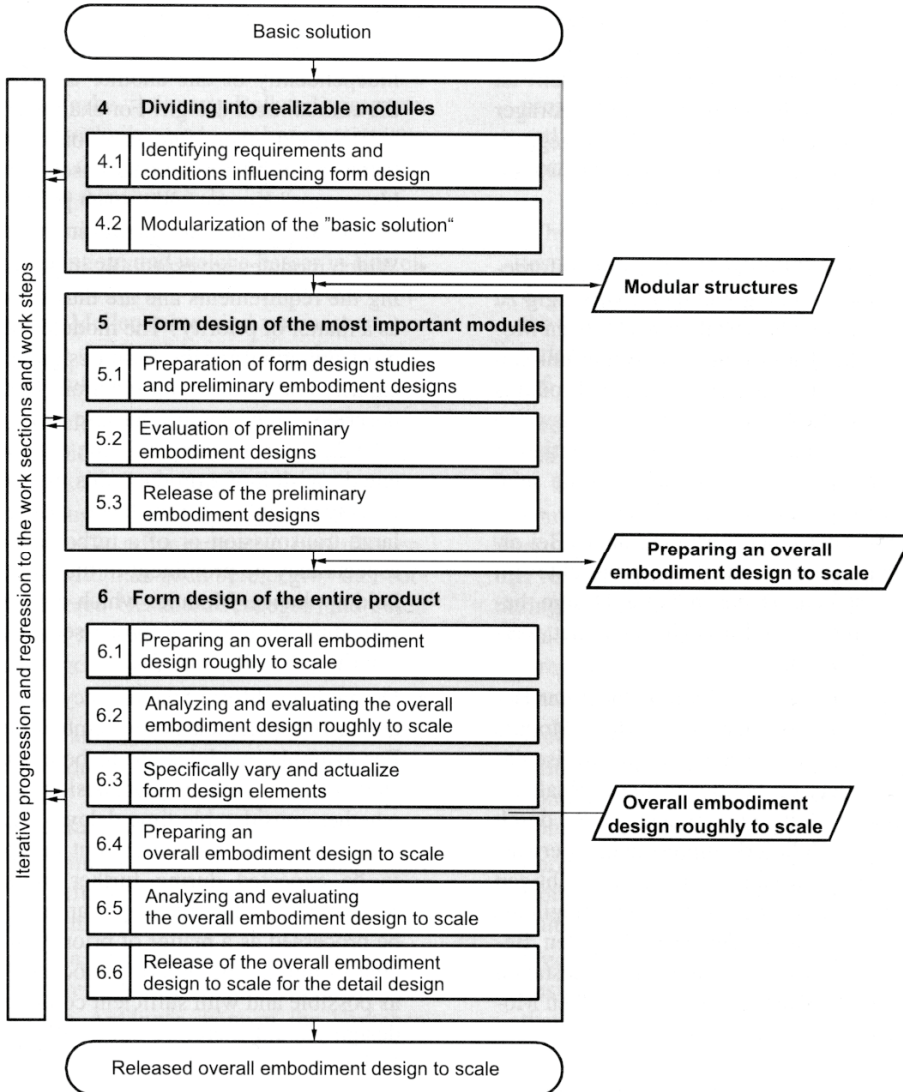 Basic solution
4 Dividing into realizable modules
4.1 Identifying requirements and
conditions influencing form design
4.2 Modularization of the ”basic solution“
Modular structures
5 Form design of the most important modules
5.1 Preparation of form design studies
and preliminary embodiment designs
5.2 Evaluation of preliminary
embodiment designs
5.3 Release of the preliminary
embodiment designs
Preparing an overall
embodiment design to scale
6 Form design of the entire product
6.1 Preparing an overall embodiment
design roughly to scale
6.2 Analyzing and evaluating the overall
embodiment design roughly to scale
6.3 Specifically vary and actualize
form design elements
Overall embodiment
design roughly to scale
6.4 Preparing an
overall embodiment design to scale
6.5 Analyzing and evaluating
the overall embodiment design to scale
6.6 Release of the overall embodiment
design to scale for the detail design
Released overall embodiment design to scale
Iterative progression and regression to the work sections and work steps